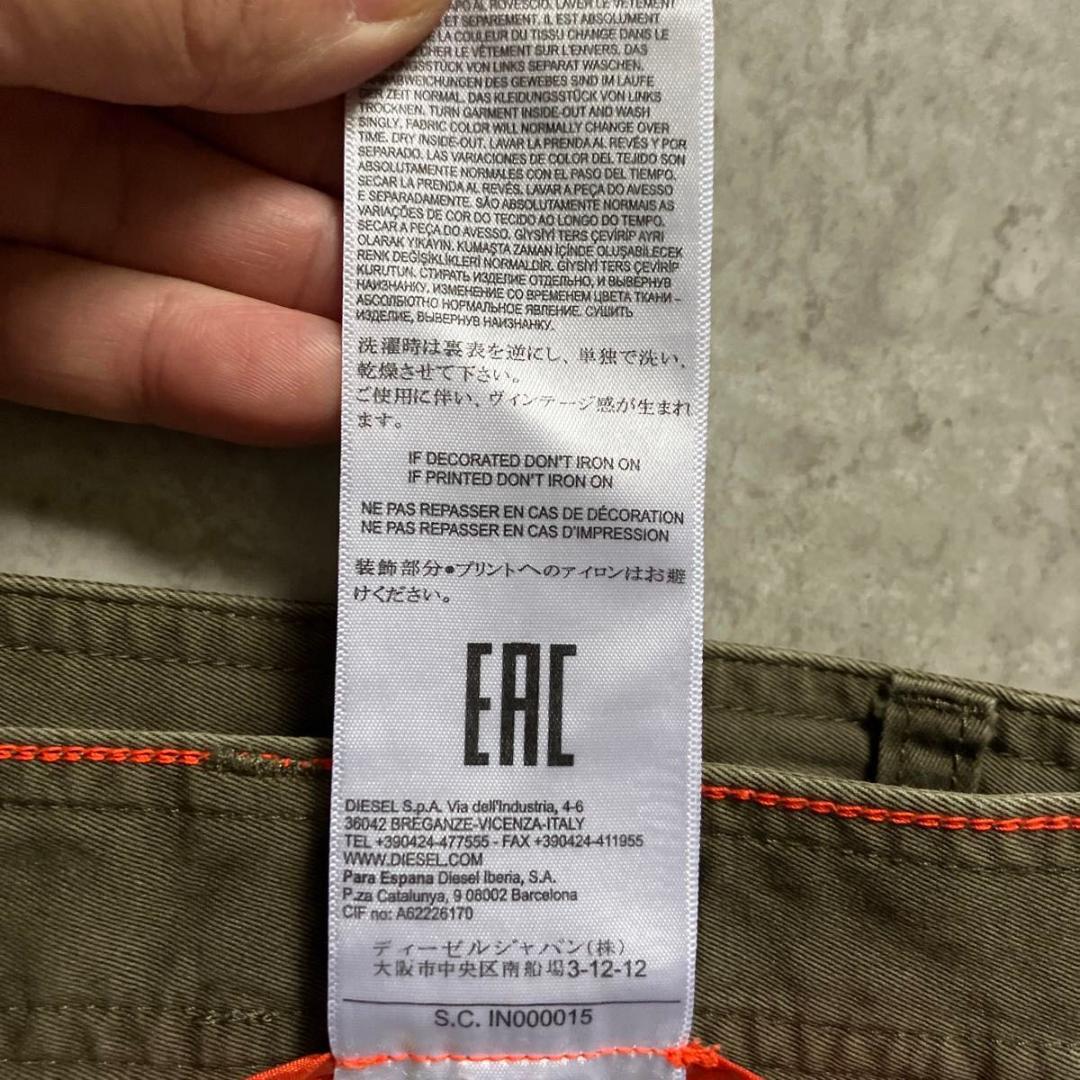 PO AL ROVESCIO. LAVER LE VÊTEMENT
ET SEPAREMENT. IL EST ABSOLUMENT
LA COULEUR DU TISSU CHANGE DANS LE
CHER LE VÊTEMENT SUR L'ENVERS. DAS
NGSSTÜCK VON LINKS SEPARAT WASCHEN.
ABWEICHUNGEN DES GEWEBES SIND IM LAUFE
DER ZEIT NORMAL. DAS KLEIDUNGSSTÜCK VON LINKS
TROCKNEN. TURN GARMENT INSIDE-OUT AND WASH
SINGLY. FABRIC COLOR WILL NORMALLY CHANGE OVER
TIME. DRY INSIDE-OUT. LAVAR LA PRENDA AL REVÉS Y POR
SEPARADO. LAS VARIACIONES DE COLOR DEL TEJIDO SON
ABSOLUTAMENTE NORMALES CON EL PASO DEL TIEMPO.
SECAR LA PRENDA AL REVÉS. LAVAR A PEÇA DO AVESSO
E SEPARADAMENTE. SÃO ABSOLUTAMENTE NORMAIS AS
VARIAÇÕES DE COR DO TECIDO AO LONGO DO TEMPO.
SECAR A PEÇA DO AVESSO. GİYSİYİ TERS ÇEVİRİP AYRI
OLARAK YIKAYIN. KUMAŞTA ZAMAN İÇİNDE OLUŞABİLECEK
RENK DEĞİŞİKLİKLERİ NORMALDİR. GİYSİYİ TERS ÇEVİRİP
KURUTUN. СТИРАТЬ ИЗДЕЛИЕ ОТДЕЛЬНО, И ВЫВЕРНУВ
НАИЗНАНКУ. ИЗМЕНЕНИЕ СО ВРЕМЕНЕМ ЦВЕТА ТКАНИ –
АБСОЛЮТНО НОРМАЛЬНОЕ ЯВЛЕНИЕ. СУШИТЬ
ИЗДЕЛИЕ, ВЫВЕРНУВ НАИЗНАНКУ.
洗濯時は裏表を逆にし、単独で洗い、
乾燥させて下さい。
ご使用に伴い、ヴィンテージ感が生まれ
ます。
IF DECORATED DON'T IRON ON
IF PRINTED DON'T IRON ON
NE PAS REPASSER EN CAS DE DÉCORATION
NE PAS REPASSER EN CAS D'IMPRESSION
装飾部分●プリントへのアイロンはお避
けください。
EAC
DIESEL S.p.A. Via dell'Industria, 4-6
36042 BREGANZE-VICENZA-ITALY
TEL +390424-477555 - FAX +390424-411955
WWW.DIESEL.COM
Para Espana Diesel Iberia, S.A.
P.za Catalunya, 9 08002 Barcelona
CIF no: A62226170
ディーゼルジャパン(株)
大阪市中央区南船場3-12-12
S.C. IN000015